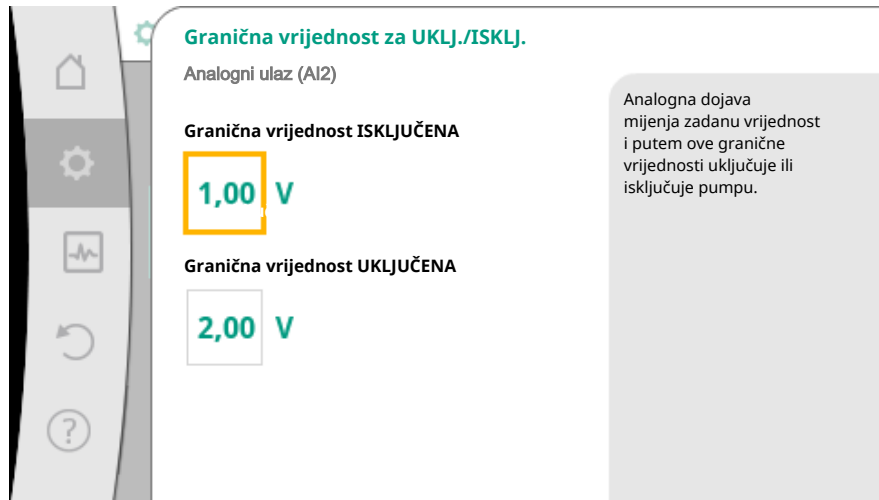 Granična vrijednost za UKLJ./ISKLJ.
Analogni ulaz (AI2)
Granična vrijednost ISKLJUČENA
1,00 V
Granična vrijednost UKLJUČENA
2,00 V
Analogna dojava
mijenja zadanu vrijednost
i putem ove granične
vrijednosti uključuje ili
isključuje pumpu.
?